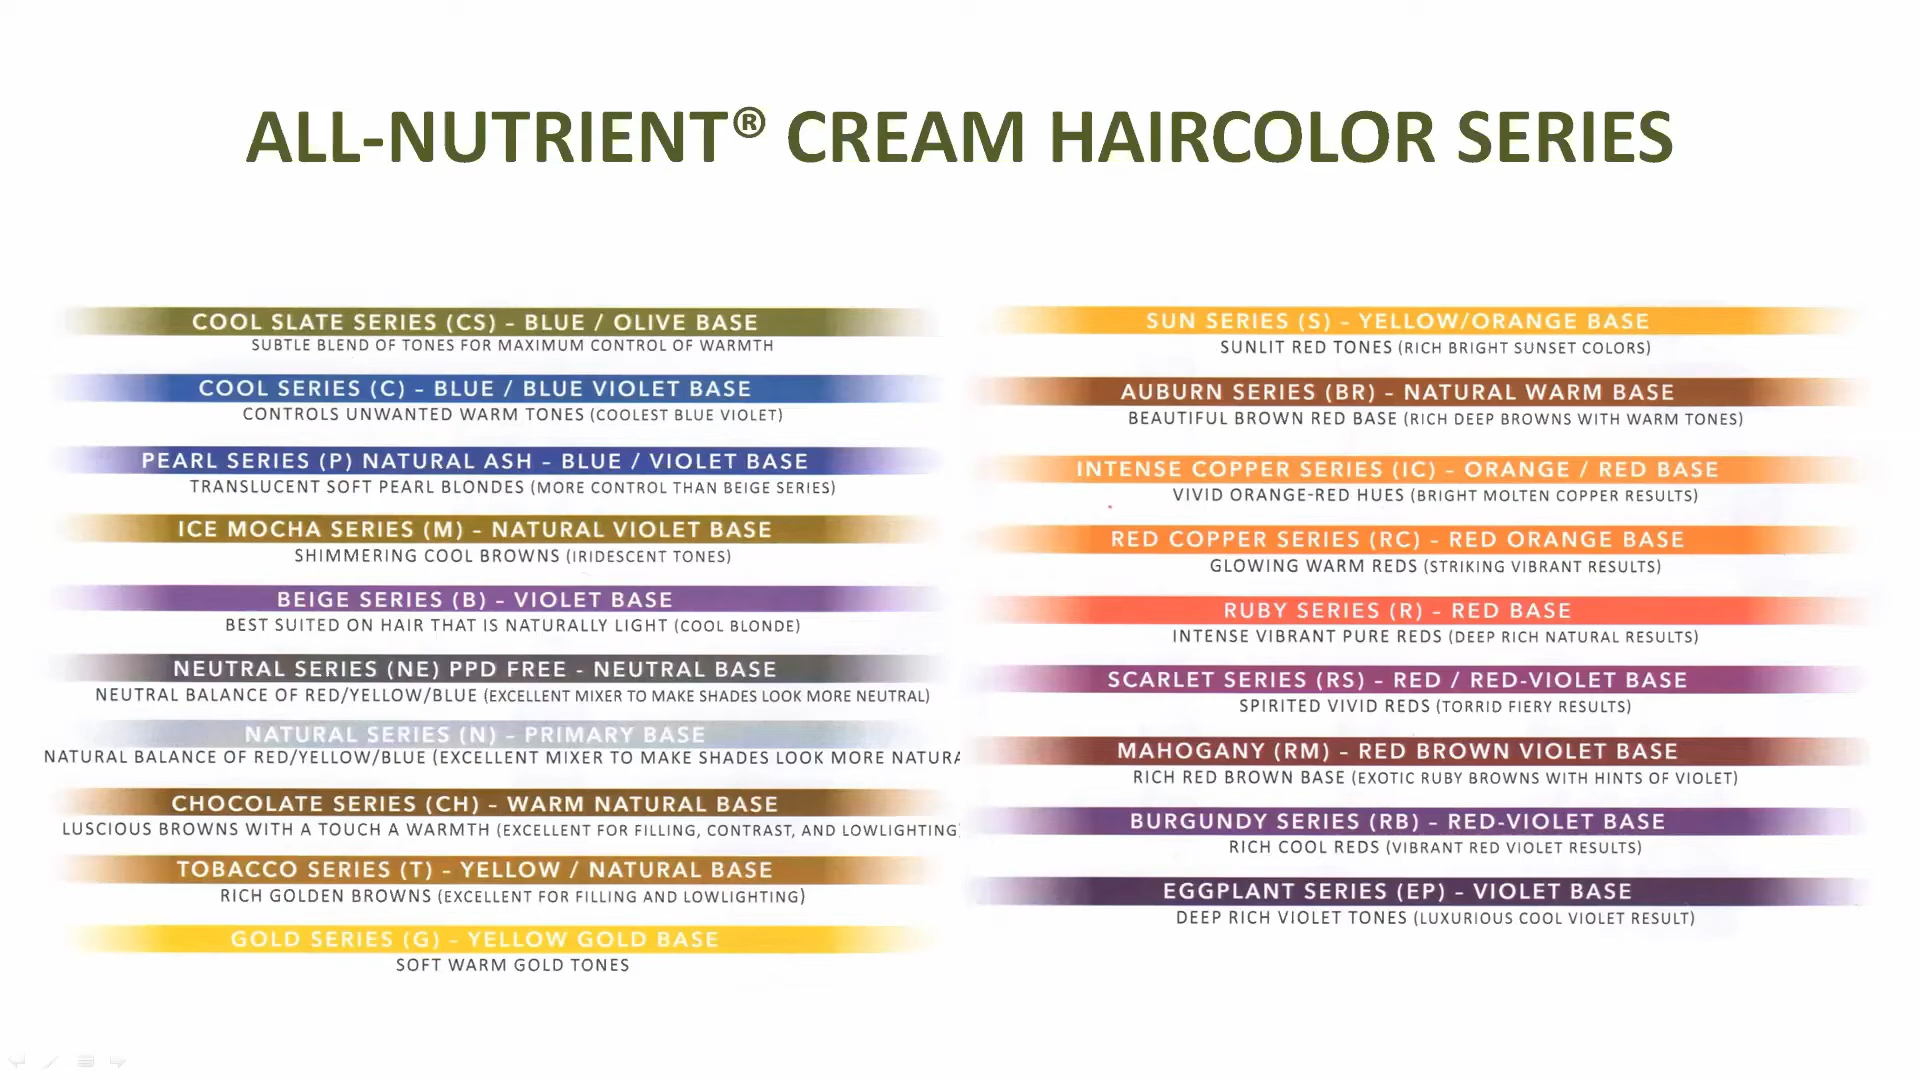 ALL-NUTRIENT® CREAM HAIRCOLOR SERIES
COOL SLATE SERIES (CS) – BLUE / OLIVE BASE
SUBTLE BLEND OF TONES FOR MAXIMUM CONTROL OF WARMTH
COOL SERIES (C) – BLUE / BLUE VIOLET BASE
CONTROLS UNWANTED WARM TONES (COOLEST BLUE VIOLET)
PEARL SERIES (P) NATURAL ASH – BLUE / VIOLET BASE
TRANSLUCENT SOFT PEARL BLONDES (MORE CONTROL THAN BEIGE SERIES)
ICE MOCHA SERIES (M) – NATURAL VIOLET BASE
SHIMMERING COOL BROWNS (IRIDESCENT TONES)
BEIGE SERIES (B) – VIOLET BASE
BEST SUITED ON HAIR THAT IS NATURALLY LIGHT (COOL BLONDE)
NEUTRAL SERIES (NE) PPD FREE - NEUTRAL BASE
NEUTRAL BALANCE OF RED/YELLOW/BLUE (EXCELLENT MIXER TO MAKE SHADES LOOK MORE NEUTRAL)
NATURAL SERIES (N) – PRIMARY BASE
NATURAL BALANCE OF RED/YELLOW/BLUE (EXCELLENT MIXER TO MAKE SHADES LOOK MORE NATURA
CHOCOLATE SERIES (CH) – WARM NATURAL BASE
LUSCIOUS BROWNS WITH A TOUCH A WARMTH (EXCELLENT FOR FILLING, CONTRAST, AND LOWLIGHTING)
TOBACCO SERIES (T) – YELLOW / NATURAL BASE
RICH GOLDEN BROWNS (EXCELLENT FOR FILLING AND LOWLIGHTING)
GOLD SERIES (G) – YELLOW GOLD BASE
SOFT WARM GOLD TONES
SUN SERIES (S) – YELLOW/ORANGE BASE
SUNLIT RED TONES (RICH BRIGHT SUNSET COLORS)
AUBURN SERIES (BR) – NATURAL WARM BASE
BEAUTIFUL BROWN RED BASE (RICH DEEP BROWNS WITH WARM TONES)
INTENSE COPPER SERIES (IC) – ORANGE / RED BASE
VIVID ORANGE-RED HUES (BRIGHT MOLTEN COPPER RESULTS)
RED COPPER SERIES (RC) – RED ORANGE BASE
GLOWING WARM REDS (STRIKING VIBRANT RESULTS)
RUBY SERIES (R) – RED BASE
INTENSE VIBRANT PURE REDS (DEEP RICH NATURAL RESULTS)
SCARLET SERIES (RS) – RED / RED-VIOLET BASE
SPIRITED VIVID REDS (TORRID FIERY RESULTS)
MAHOGANY (RM) – RED BROWN VIOLET BASE
RICH RED BROWN BASE (EXOTIC RUBY BROWNS WITH HINTS OF VIOLET)
BURGUNDY SERIES (RB) – RED-VIOLET BASE
RICH COOL REDS (VIBRANT RED VIOLET RESULTS)
EGGPLANT SERIES (EP) – VIOLET BASE
DEEP RICH VIOLET TONES (LUXURIOUS COOL VIOLET RESULT)